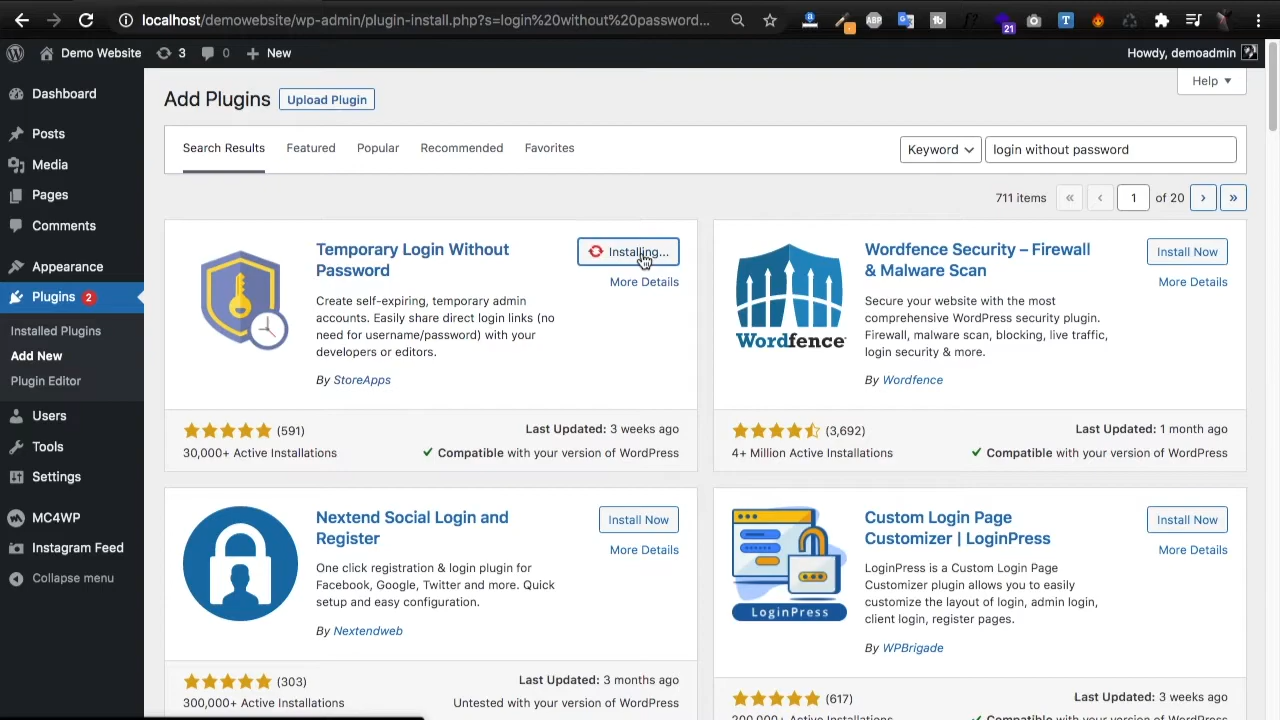 localhost/demowebsite/wp-admin/plugin-install.php?s=login%20without%20password...
ABP
21
T
Demo Website
3
0
New
Howdy, demoadmin
Dashboard
Posts
Media
Pages
Comments
Appearance
Plugins 2
Installed Plugins
Add New
Plugin Editor
Users
Tools
Settings
MC4WP
Instagram Feed
Collapse menu
Help
Add Plugins
Upload Plugin
Search Results
Featured
Popular
Recommended
Favorites
Keyword
login without password
711 items
«
‹
1
of 20
›
»
Temporary Login Without
Password
Installing...
More Details
Create self-expiring, temporary admin
accounts. Easily share direct login links (no
need for username/password) with your
developers or editors.
By StoreApps
(591)
Last Updated: 3 weeks ago
30,000+ Active Installations
Compatible with your version of WordPress
Wordfence
Wordfence Security – Firewall
& Malware Scan
Install Now
More Details
Secure your website with the most
comprehensive WordPress security plugin.
Firewall, malware scan, blocking, live traffic,
login security & more.
By Wordfence
(3,692)
Last Updated: 1 month ago
4+ Million Active Installations
Compatible with your version of WordPress
Nextend Social Login and
Register
Install Now
More Details
One click registration & login plugin for
Facebook, Google, Twitter and more. Quick
setup and easy configuration.
By Nextendweb
(303)
Last Updated: 3 months ago
300,000+ Active Installations
Untested with your version of WordPress
LoginPress
Custom Login Page
Customizer | LoginPress
Install Now
More Details
LoginPress is a Custom Login Page
Customizer plugin allows you to easily
customize the layout of login, admin login,
client login, register pages.
By WPBrigade
(617)
Last Updated: 3 weeks ago
200,000+ Active Installations
Compatible with your version of WordPress